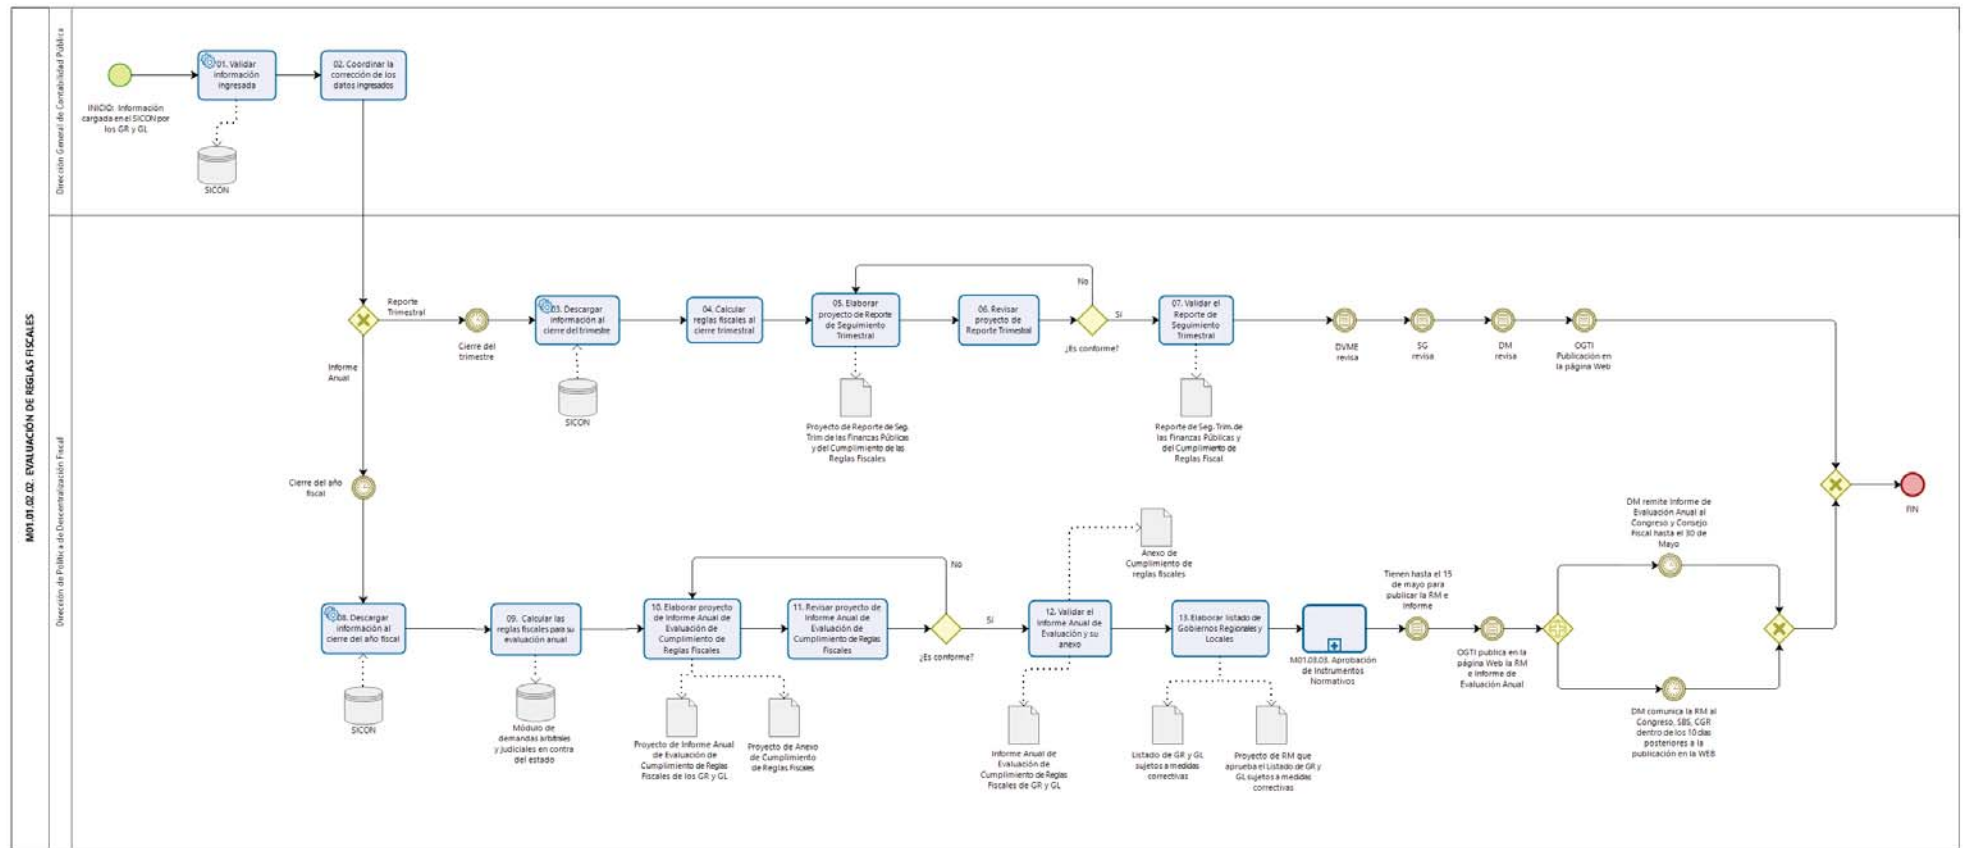 M01.01.02.02. EVALUACIÓN DE REGLAS FISCALES
Dirección General de Contabilidad Pública
INICIO: Información
cargada en el SICON por
los GR y GL
01. Validar
información
ingresada
SICON
02. Coordinar la
corrección de los
datos ingresados
Dirección de Política de Descentralización Fiscal
Reporte
Trimestral
Informe
Anual
Cierre del
trimestre
03. Descargar
información al
cierre del trimestre
SICON
04. Calcular
reglas fiscales al
cierre trimestral
05. Elaborar
proyecto de Reporte
de Seguimiento
Trimestral
Proyecto de Reporte de Seg.
Trim de las Finanzas Públicas
y del Cumplimiento de las
Reglas Fiscales
06. Revisar
proyecto de
Reporte Trimestral
No
¿Es conforme?
Sí
07. Validar el
Reporte de
Seguimiento
Trimestral
Reporte de Seg. Trim. de
las Finanzas Públicas y
del Cumplimiento de
Reglas Fiscal
DVME
revisa
SG
revisa
DM
revisa
OGTI
Publicación en
la página Web
FIN
Cierre del año
fiscal
08. Descargar
información al
cierre del año fiscal
SICON
09. Calcular las
reglas fiscales para su
evaluación anual
Módulo de
demandas arbitrales
y judiciales en contra
del estado
10. Elaborar proyecto
de Informe Anual de
Evaluación de
Cumplimiento de
Reglas Fiscales
Proyecto de Informe Anual
de Evaluación de
Cumplimiento de Reglas
Fiscales de los GR y GL
Proyecto de Anexo
de Cumplimiento
de Reglas Fiscales
11. Revisar proyecto de
Informe Anual de
Evaluación de
Cumplimiento de Reglas
Fiscales
No
¿Es conforme?
Sí
12. Validar el
Informe Anual de
Evaluación y su
anexo
Anexo de
Cumplimiento de
reglas fiscales
Informe Anual de
Evaluación de
Cumplimiento de Reglas
Fiscales de GR y GL
13. Elaborar listado de
Gobiernos Regionales y
Locales
Listado de GR y GL
sujetos a medidas
correctivas
Proyecto de RM que
aprueba el Listado de GR y
GL sujetos a medidas
correctivas
M01.03.03. Aprobación
de Instrumentos
Normativos
Tienen hasta el 15
de mayo para
publicar la RM e
Informe
OGTI publica en la
página Web la RM
e Informe de
Evaluación Anual
DM remite Informe de
Evaluación Anual al
Congreso y Consejo
Fiscal hasta el 30 de
Mayo
DM comunica la RM al
Congreso, SBS, CGR
dentro de los 10 días
posteriores a la
publicación en la WEB